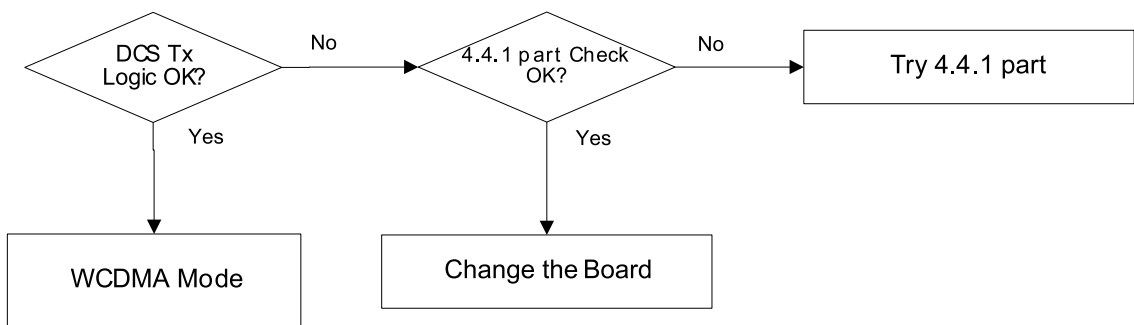 DCS Tx
Logic OK?
No
4.4.1 part Check
OK?
No
Try 4.4.1 part
Yes
Yes
WCDMA Mode
Change the Board